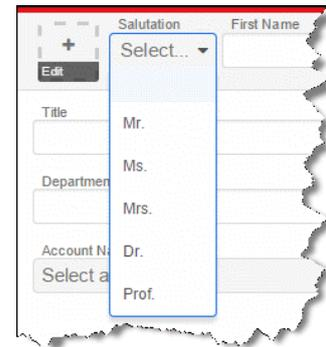 Salutation First Name
+
Select...
Edit
Title
Mr.
Ms.
Departmen
Mrs.
Account Na
Dr.
Select a
Prof.